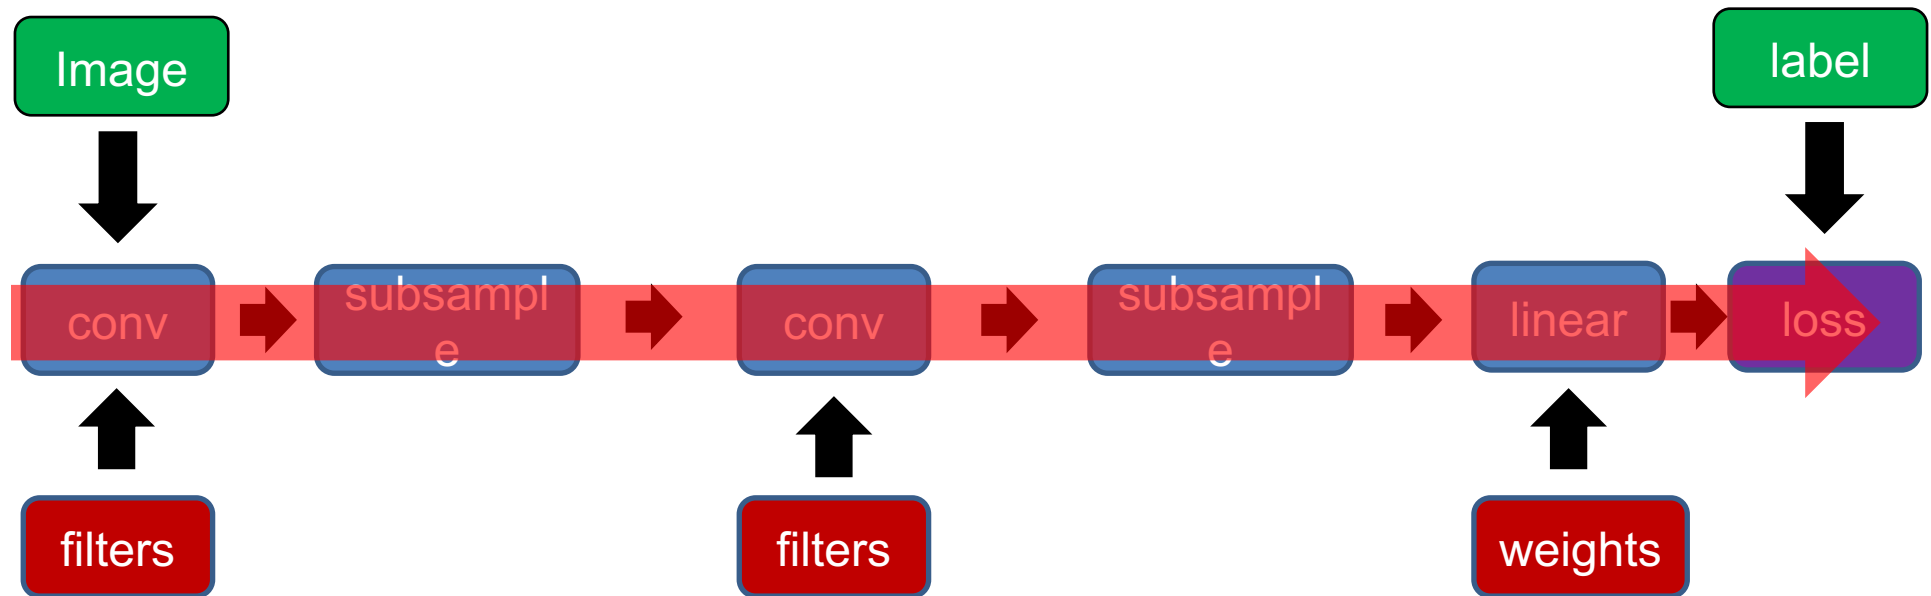 Image
label
conv
subsampl
e
conv
subsampl
e
linear
loss
filters
filters
weights